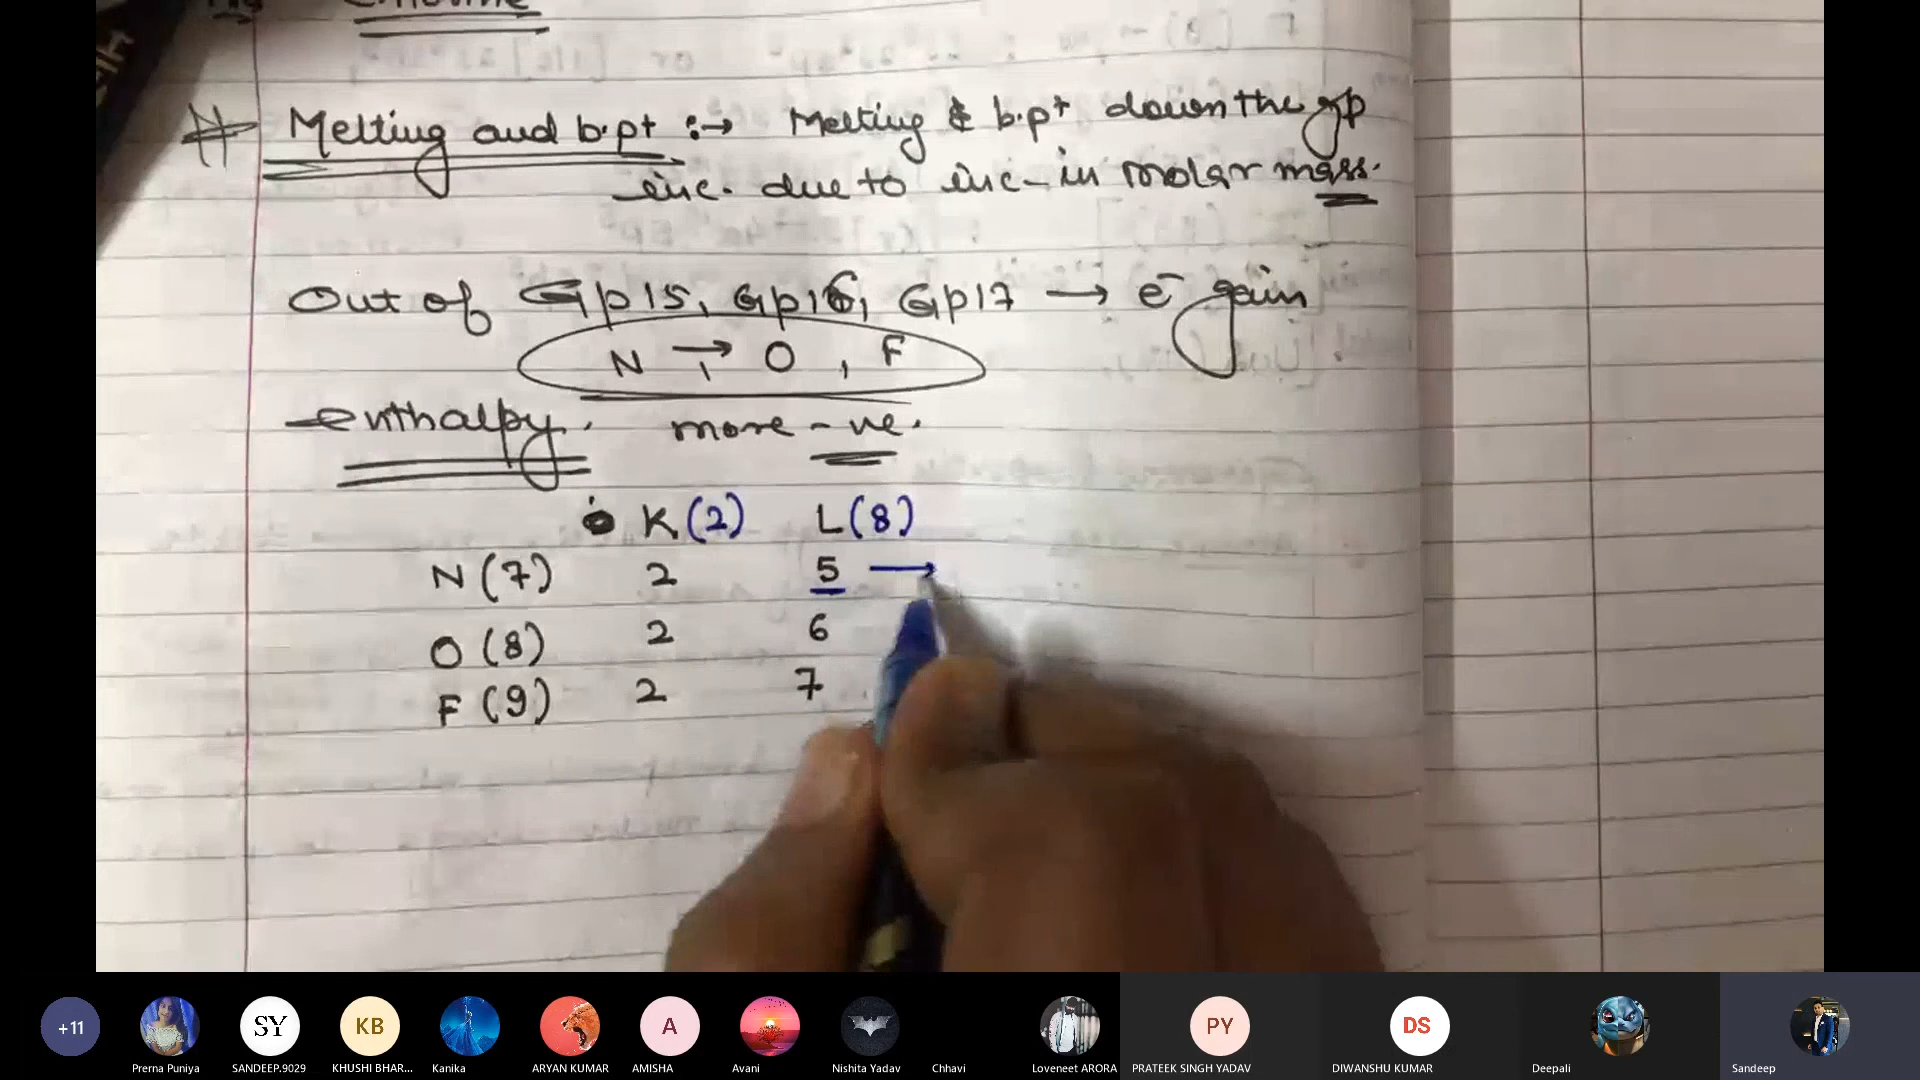 # Melting and b.pt :→ Melting & b.pt down the gp
inc. due to inc- in molar mass.
Out of Gp15, Gp16, Gp17 → e⁻ gain
N → , O , F
enthalpy. more -ve.
K (2) L (8)
N (7) 2 5 →
O (8) 2 6
F (9) 2 7
+11 SY KB A PY DS
Prerna Puniya SANDEEP.9029 KHUSHI BHAR... Kanika ARYAN KUMAR AMISHA Avani Nishita Yadav Chhavi Loveneet ARORA PRATEEK SINGH YADAV DIWANSHU KUMAR Deepali Sandeep